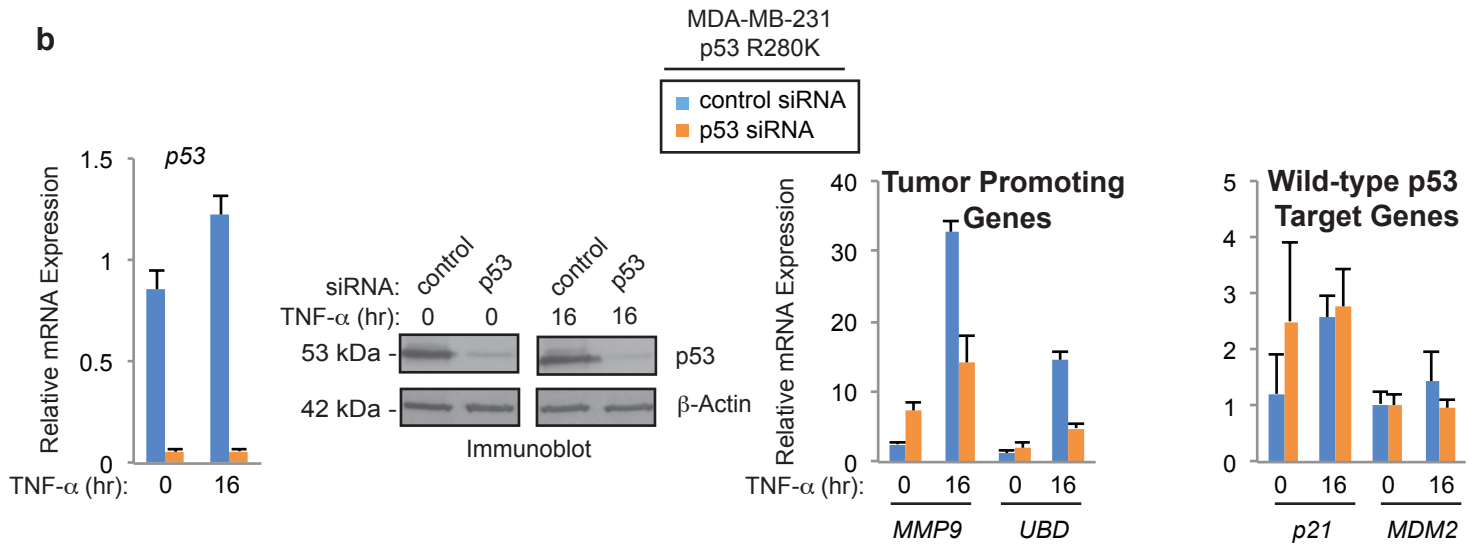 b
MDA-MB-231
p53 R280K
control siRNA
p53 siRNA
p53
Relative mRNA Expression
1.5
1
0.5
0
TNF-α (hr): 0 16
siRNA: control p53 control p53
TNF-α (hr): 0 0 16 16
53 kDa - p53
42 kDa - β-Actin
Immunoblot
Tumor Promoting
Genes
Relative mRNA Expression
40
30
20
10
0
TNF-α (hr): 0 16 0 16
MMP9 UBD
Wild-type p53
Target Genes
5
4
3
2
1
0
0 16 0 16
p21 MDM2